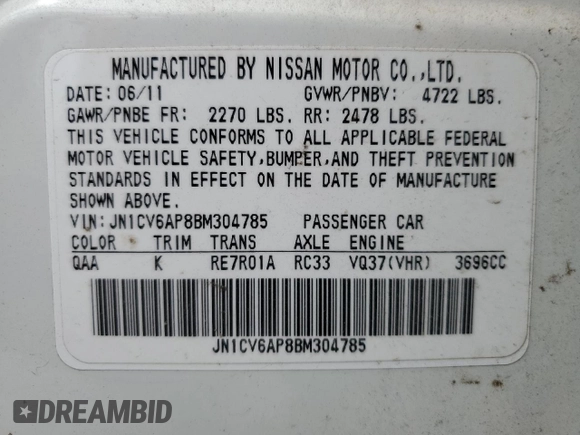 MANUFACTURED BY NISSAN MOTOR CO.,LTD.
DATE: 06/11 GVWR/PNBV: 4722 LBS.
GAWR/PNBE FR: 2270 LBS. RR: 2478 LBS.
THIS VEHICLE CONFORMS TO ALL APPLICABLE FEDERAL
MOTOR VEHICLE SAFETY,BUMPER,AND THEFT PREVENTION
STANDARDS IN EFFECT ON THE DATE OF MANUFACTURE
SHOWN ABOVE.
VIN:JN1CV6AP8BM304785 PASSENGER CAR
COLOR TRIM TRANS AXLE ENGINE
QAA K RE7R01A RC33 VQ37(VHR) 3696CC
JN1CV6AP8BM304785
DREAMBID